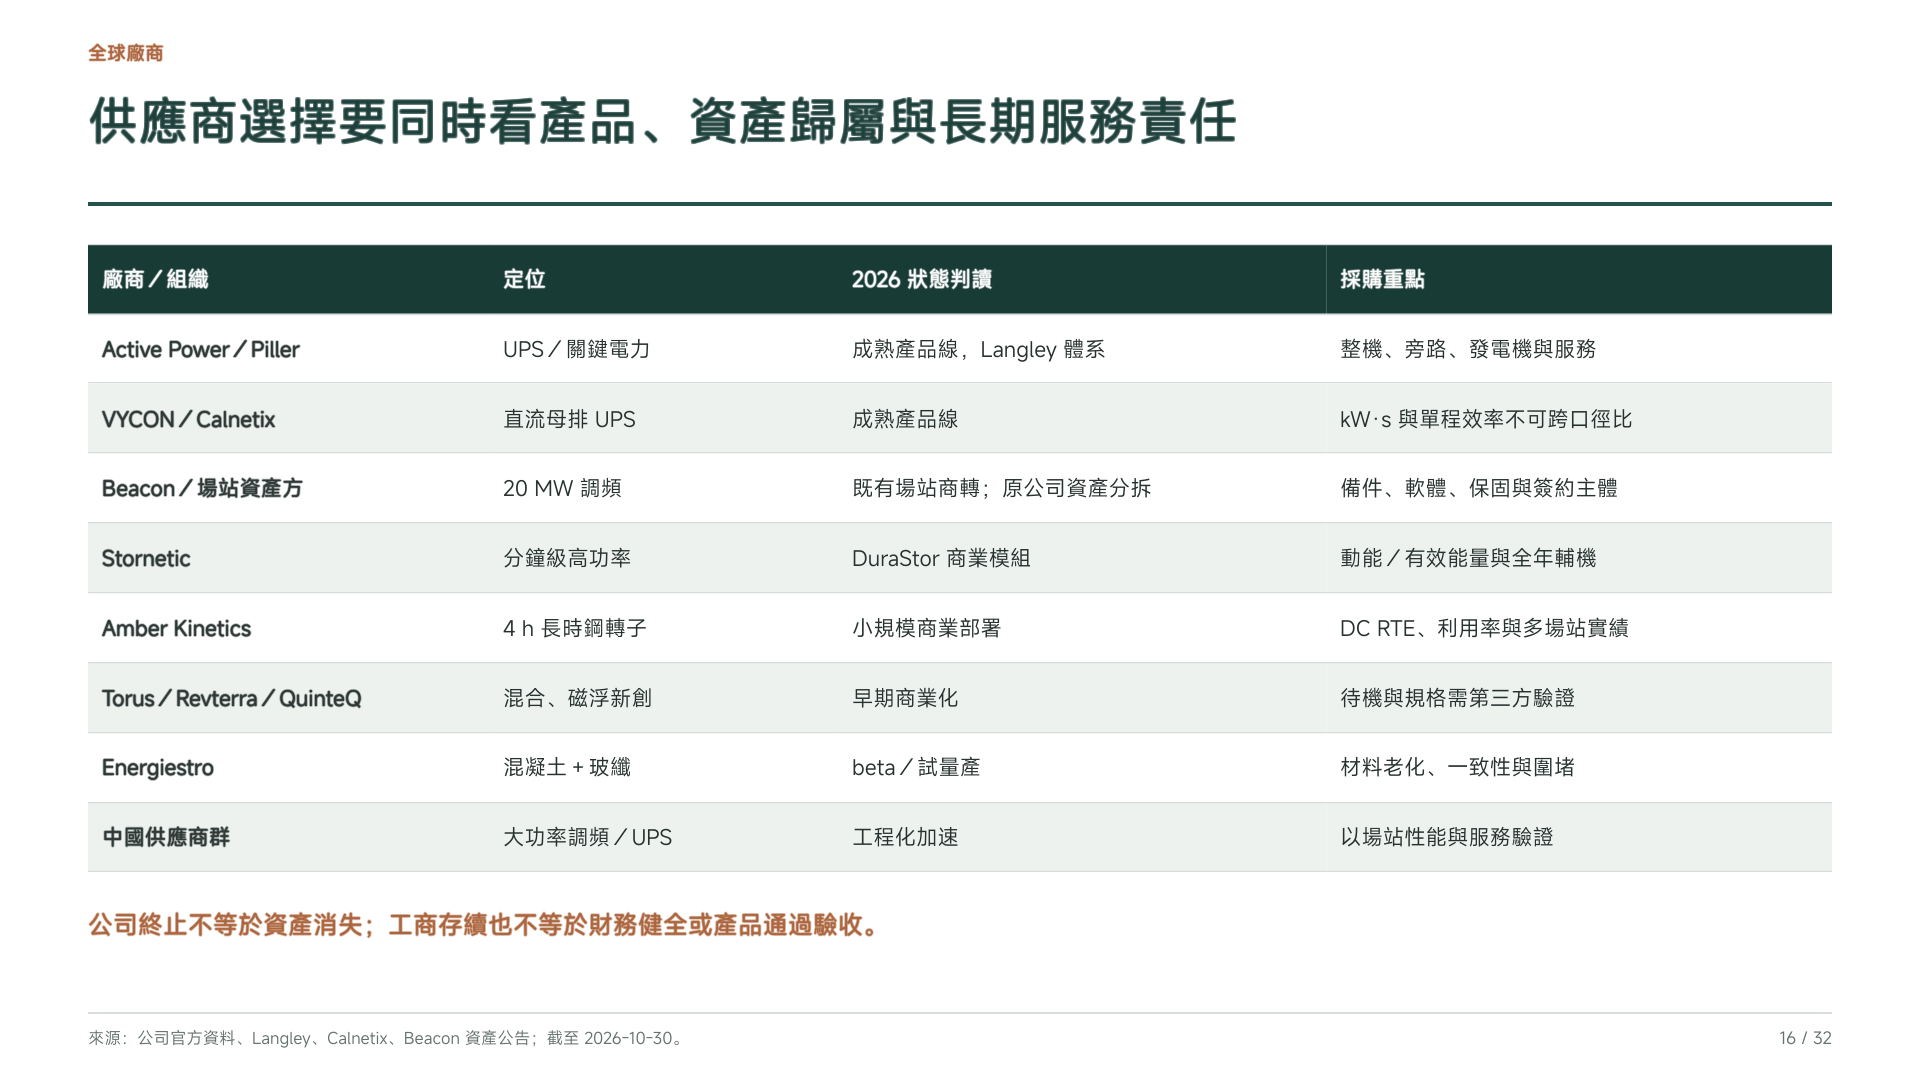 全球廠商
供應商選擇要同時看產品、資產歸屬與長期服務責任
廠商／組織 定位 2026 狀態判讀 採購重點
Active Power／Piller UPS／關鍵電力 成熟產品線，Langley 體系 整機、旁路、發電機與服務
VYCON／Calnetix 直流母排 UPS 成熟產品線 kW·s 與單程效率不可跨口徑比
Beacon／場站資產方 20 MW 調頻 既有場站商轉；原公司資產分拆 備件、軟體、保固與簽約主體
Stornetic 分鐘級高功率 DuraStor 商業模組 動能／有效能量與全年輔機
Amber Kinetics 4 h 長時鋼轉子 小規模商業部署 DC RTE、利用率與多場站實績
Torus／Revterra／QuinteQ 混合、磁浮新創 早期商業化 待機與規格需第三方驗證
Energiestro 混凝土 + 玻纖 beta／試量產 材料老化、一致性與圍堵
中國供應商群 大功率調頻／UPS 工程化加速 以場站性能與服務驗證
公司終止不等於資產消失；工商存續也不等於財務健全或產品通過驗收。
來源：公司官方資料、Langley、Calnetix、Beacon 資產公告；截至 2026-10-30。
16 / 32